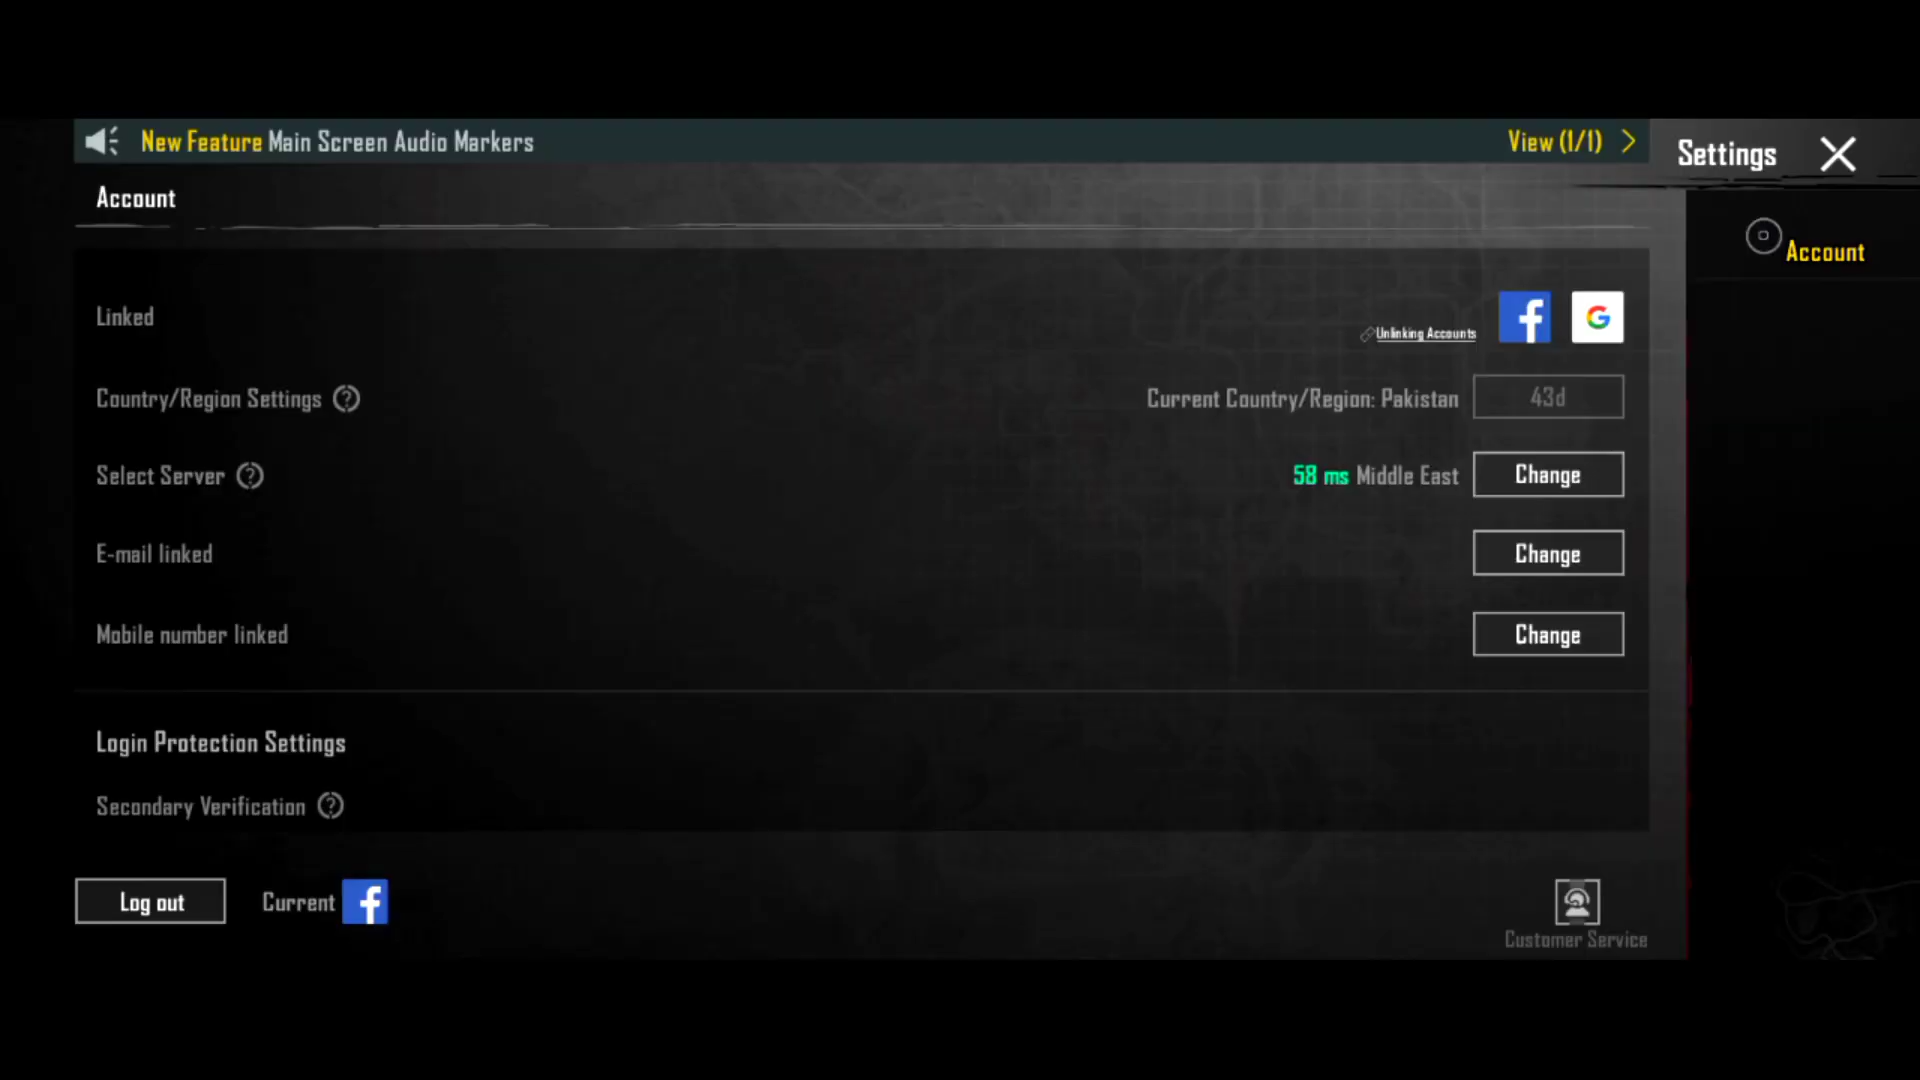 New Feature Main Screen Audio Markers
View (1/1)
Settings
Account
Account
Linked
Unlinking Accounts
Country/Region Settings
Current Country/Region: Pakistan
43d
Select Server
58 ms Middle East
Change
E-mail linked
Change
Mobile number linked
Change
Login Protection Settings
Secondary Verification
Log out
Current
Customer Service